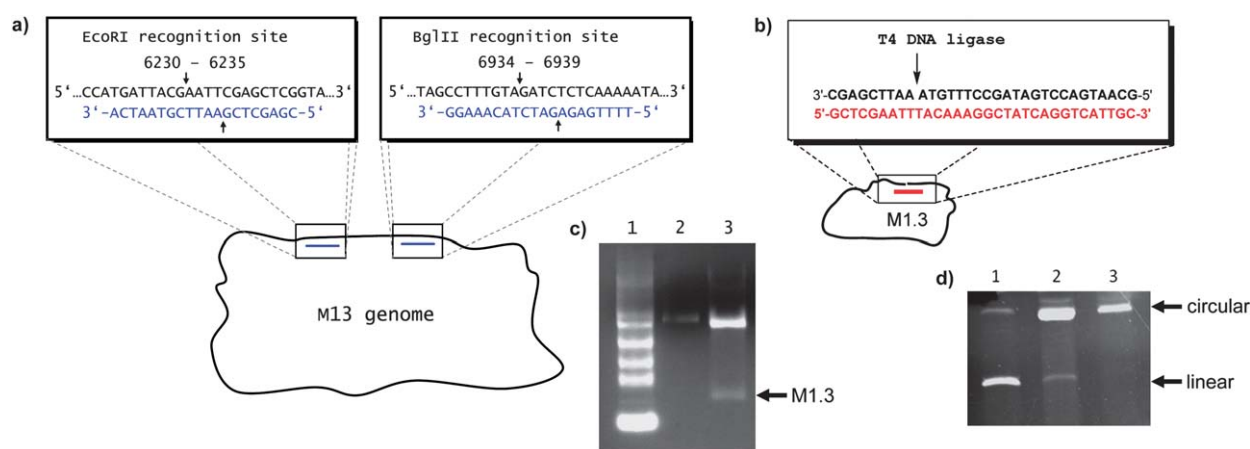 a)
EcoRI recognition site
6230 – 6235
5‘…CCATGATTACGAATTCGAGCTCGGTA…3‘
3‘-ACTAATGCTTAAGCTCGAGC-5‘
BglII recognition site
6934 – 6939
5‘…TAGCCTTTGTAGATCTCTCAAAAATA…3‘
3‘-GGAAACATCTAGAGAGTTTT-5‘
M13 genome
b)
T4 DNA ligase
3'-CGAGCTTAA ATGTTTCCGATAGTCCAGTAACG-5'
5'-GCTCGAATTTACAAAGGCTATCAGGTCATTGC-3'
M1.3
c)
1 2 3
M1.3
d)
1 2 3
circular
linear